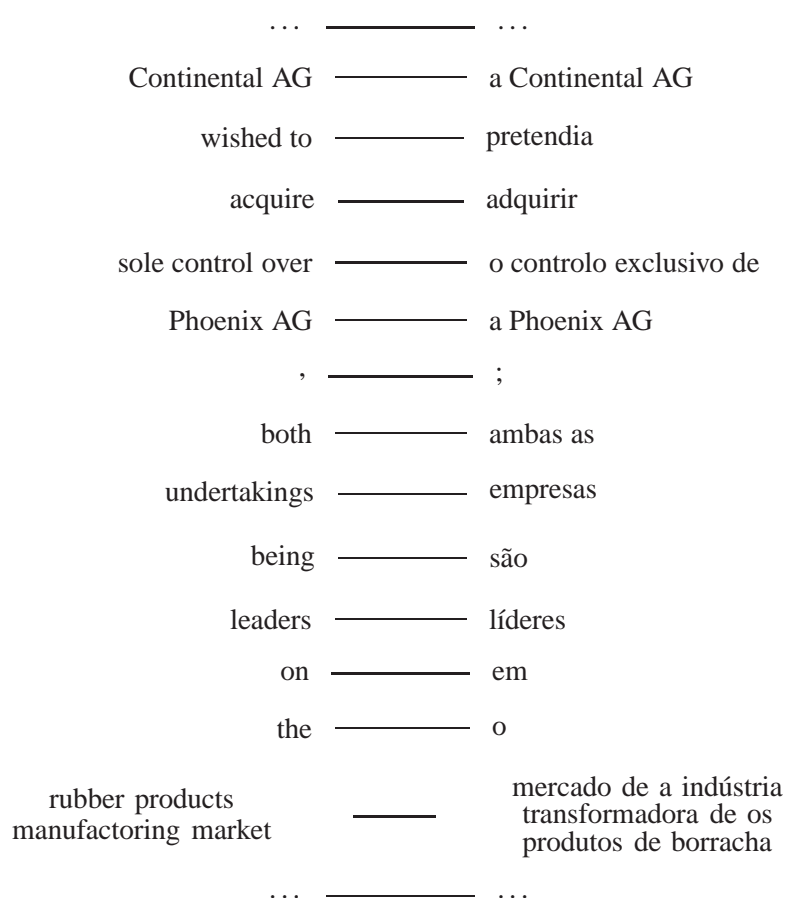 ... ...
Continental AG a Continental AG
wished to pretendia
acquire adquirir
sole control over o controlo exclusivo de
Phoenix AG a Phoenix AG
, ;
both ambas as
undertakings empresas
being são
leaders líderes
on em
the o
rubber products
manufactoring market
mercado de a indústria
transformadora de os
produtos de borracha
... ...